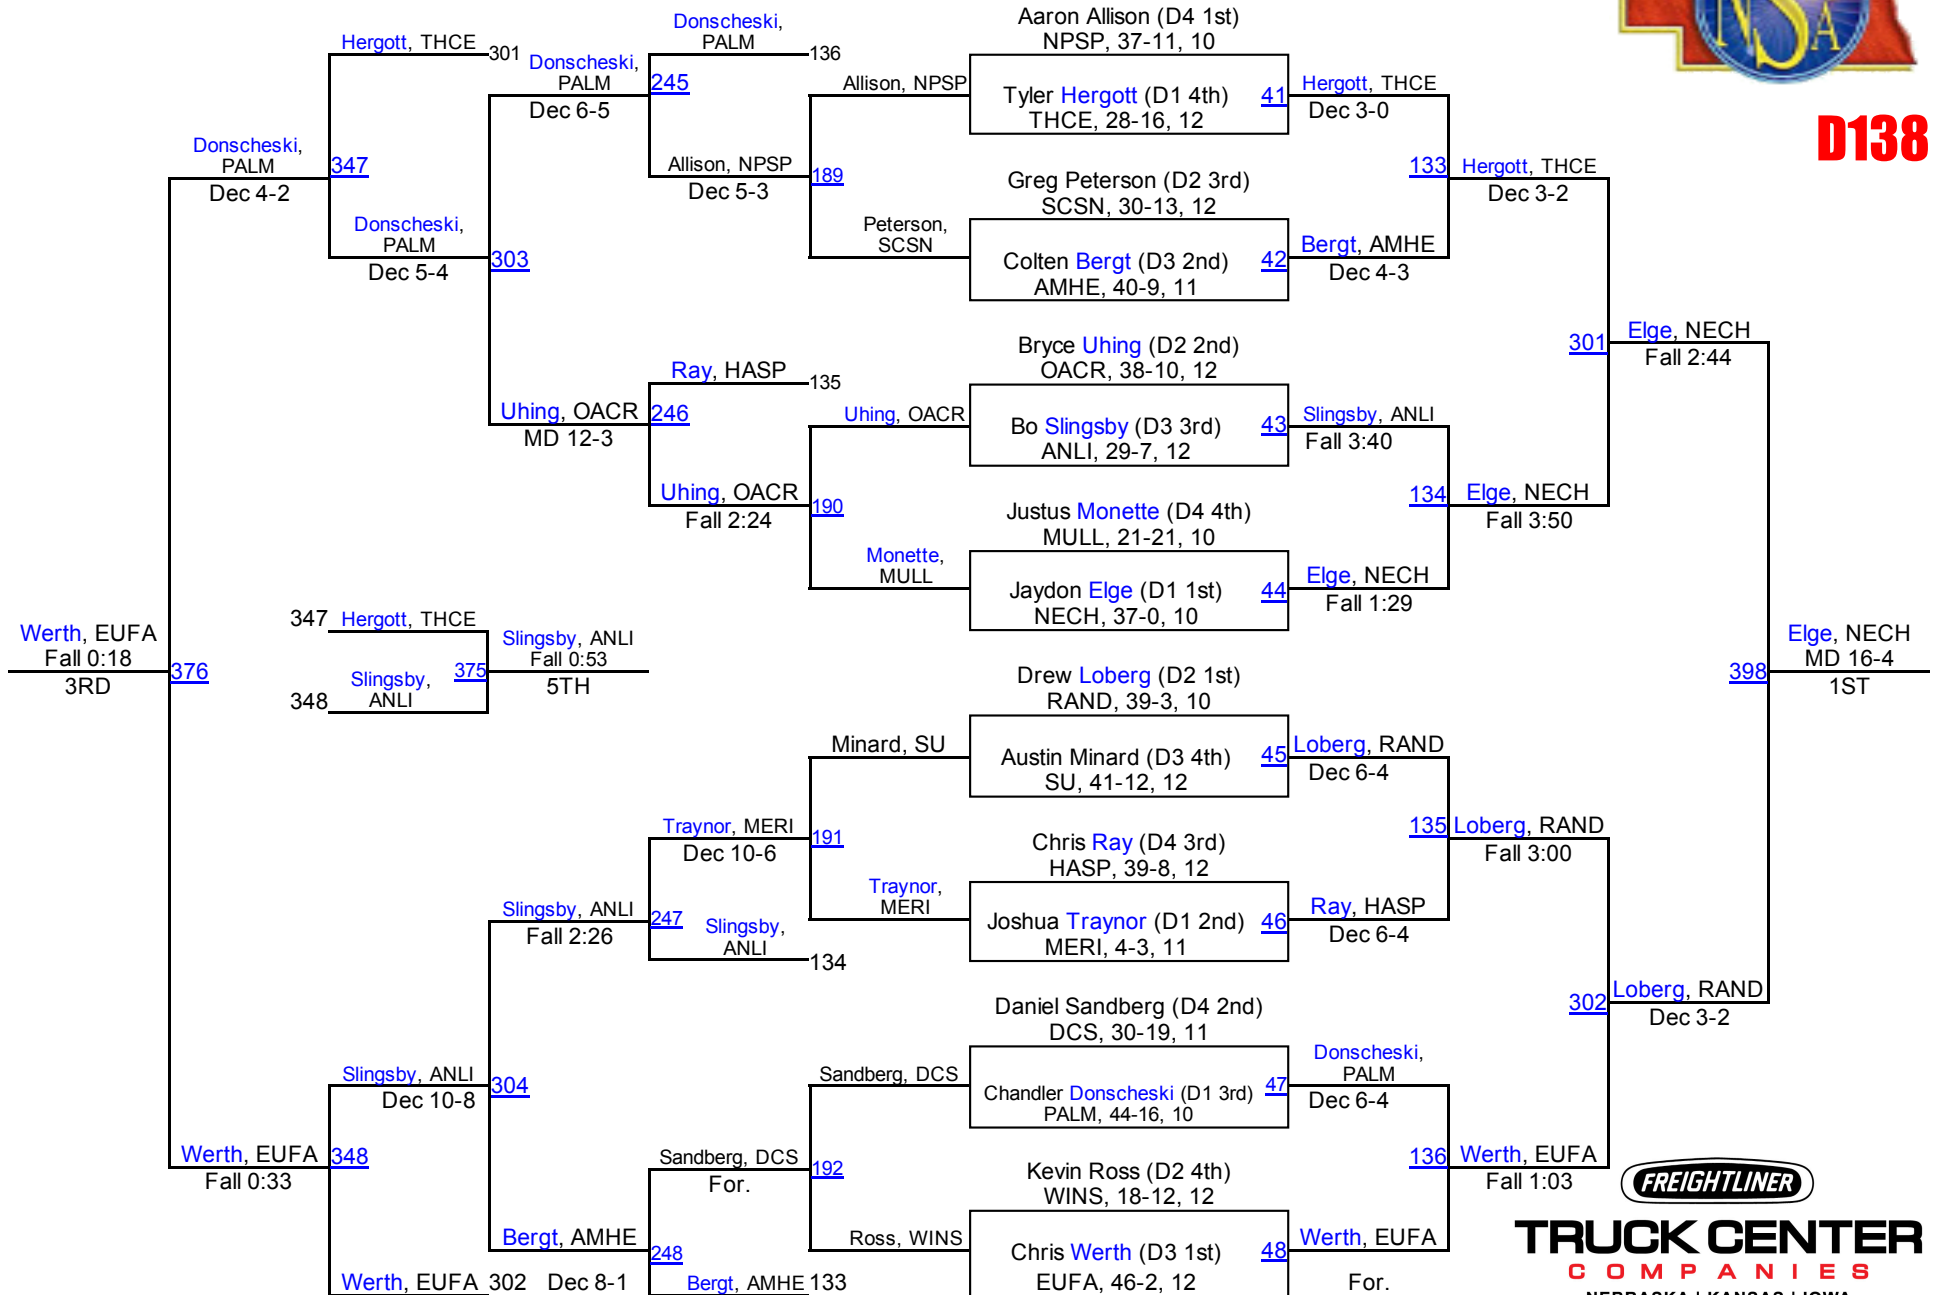 NSA
D138
Aaron Allison (D4 1st)
NPSP, 37-11, 10
Tyler Hergott (D1 4th)
THCE, 28-16, 12
41
Greg Peterson (D2 3rd)
SCSN, 30-13, 12
Colten Bergt (D3 2nd)
AMHE, 40-9, 11
42
Bryce Uhing (D2 2nd)
OACR, 38-10, 12
Bo Slingsby (D3 3rd)
ANLI, 29-7, 12
43
Justus Monette (D4 4th)
MULL, 21-21, 10
Jaydon Elge (D1 1st)
NECH, 37-0, 10
44
Drew Loberg (D2 1st)
RAND, 39-3, 10
Austin Minard (D3 4th)
SU, 41-12, 12
45
Chris Ray (D4 3rd)
HASP, 39-8, 12
Joshua Traynor (D1 2nd)
MERI, 4-3, 11
46
Daniel Sandberg (D4 2nd)
DCS, 30-19, 11
Chandler Donscheski (D1 3rd)
PALM, 44-16, 10
47
Kevin Ross (D2 4th)
WINS, 18-12, 12
Chris Werth (D3 1st)
EUFA, 46-2, 12
48
Hergott, THCE
Dec 3-0
Bergt, AMHE
Dec 4-3
Slingsby, ANLI
Fall 3:40
Elge, NECH
Fall 1:29
Loberg, RAND
Dec 6-4
Ray, HASP
Dec 6-4
Donscheski,
PALM
Dec 6-4
Werth, EUFA
For.
133
Hergott, THCE
Dec 3-2
134
Elge, NECH
Fall 3:50
135
Loberg, RAND
Fall 3:00
136
Werth, EUFA
Fall 1:03
301
Elge, NECH
Fall 2:44
302
Loberg, RAND
Dec 3-2
398
Elge, NECH
MD 16-4
1ST
Allison, NPSP
Peterson,
SCSN
189
Uhing, OACR
Monette,
MULL
190
Minard, SU
Traynor,
MERI
191
Sandberg, DCS
Ross, WINS
192
Donscheski,
PALM
136
Allison, NPSP
Dec 5-3
245
Ray, HASP
135
Uhing, OACR
Fall 2:24
246
Traynor, MERI
Dec 10-6
Slingsby,
ANLI
134
247
Sandberg, DCS
For.
Bergt, AMHE 133
248
Donscheski,
PALM
Dec 6-5
Uhing, OACR
MD 12-3
303
Slingsby, ANLI
Fall 2:26
Bergt, AMHE
Dec 8-1
304
Hergott, THCE
301
Donscheski,
PALM
Dec 5-4
347
Slingsby, ANLI
Dec 10-8
Werth, EUFA 302
348
Donscheski,
PALM
Dec 4-2
Werth, EUFA
Fall 0:33
376
Werth, EUFA
Fall 0:18
3RD
347 Hergott, THCE
348
Slingsby,
ANLI
375
Slingsby, ANLI
Fall 0:53
5TH
FREIGHTLINER
TRUCK CENTER
COMPANIES
NEBRASKA | KANSAS | IOWA